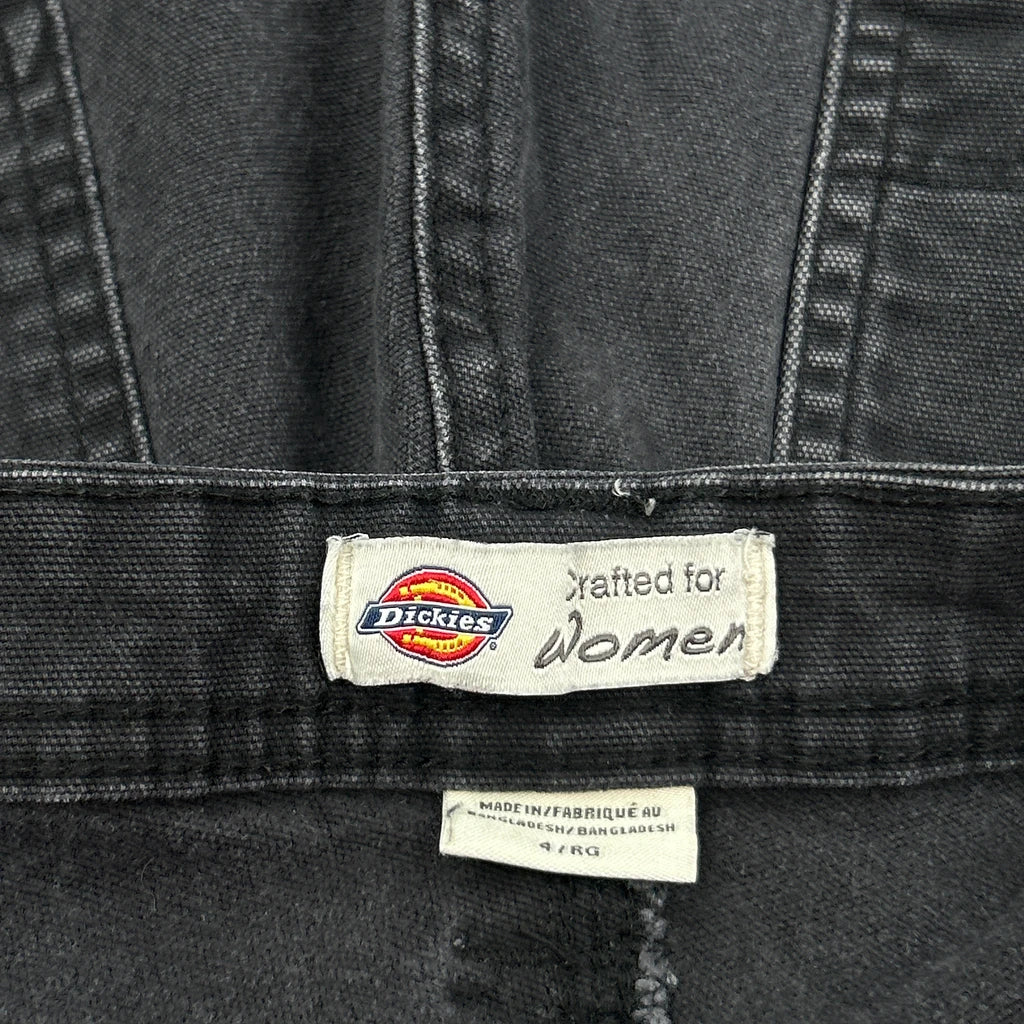 Dickies®
Crafted for
Women
MADE IN/FABRIQUÉ AU
BANGLADESH/BANGLADESH
4/RG